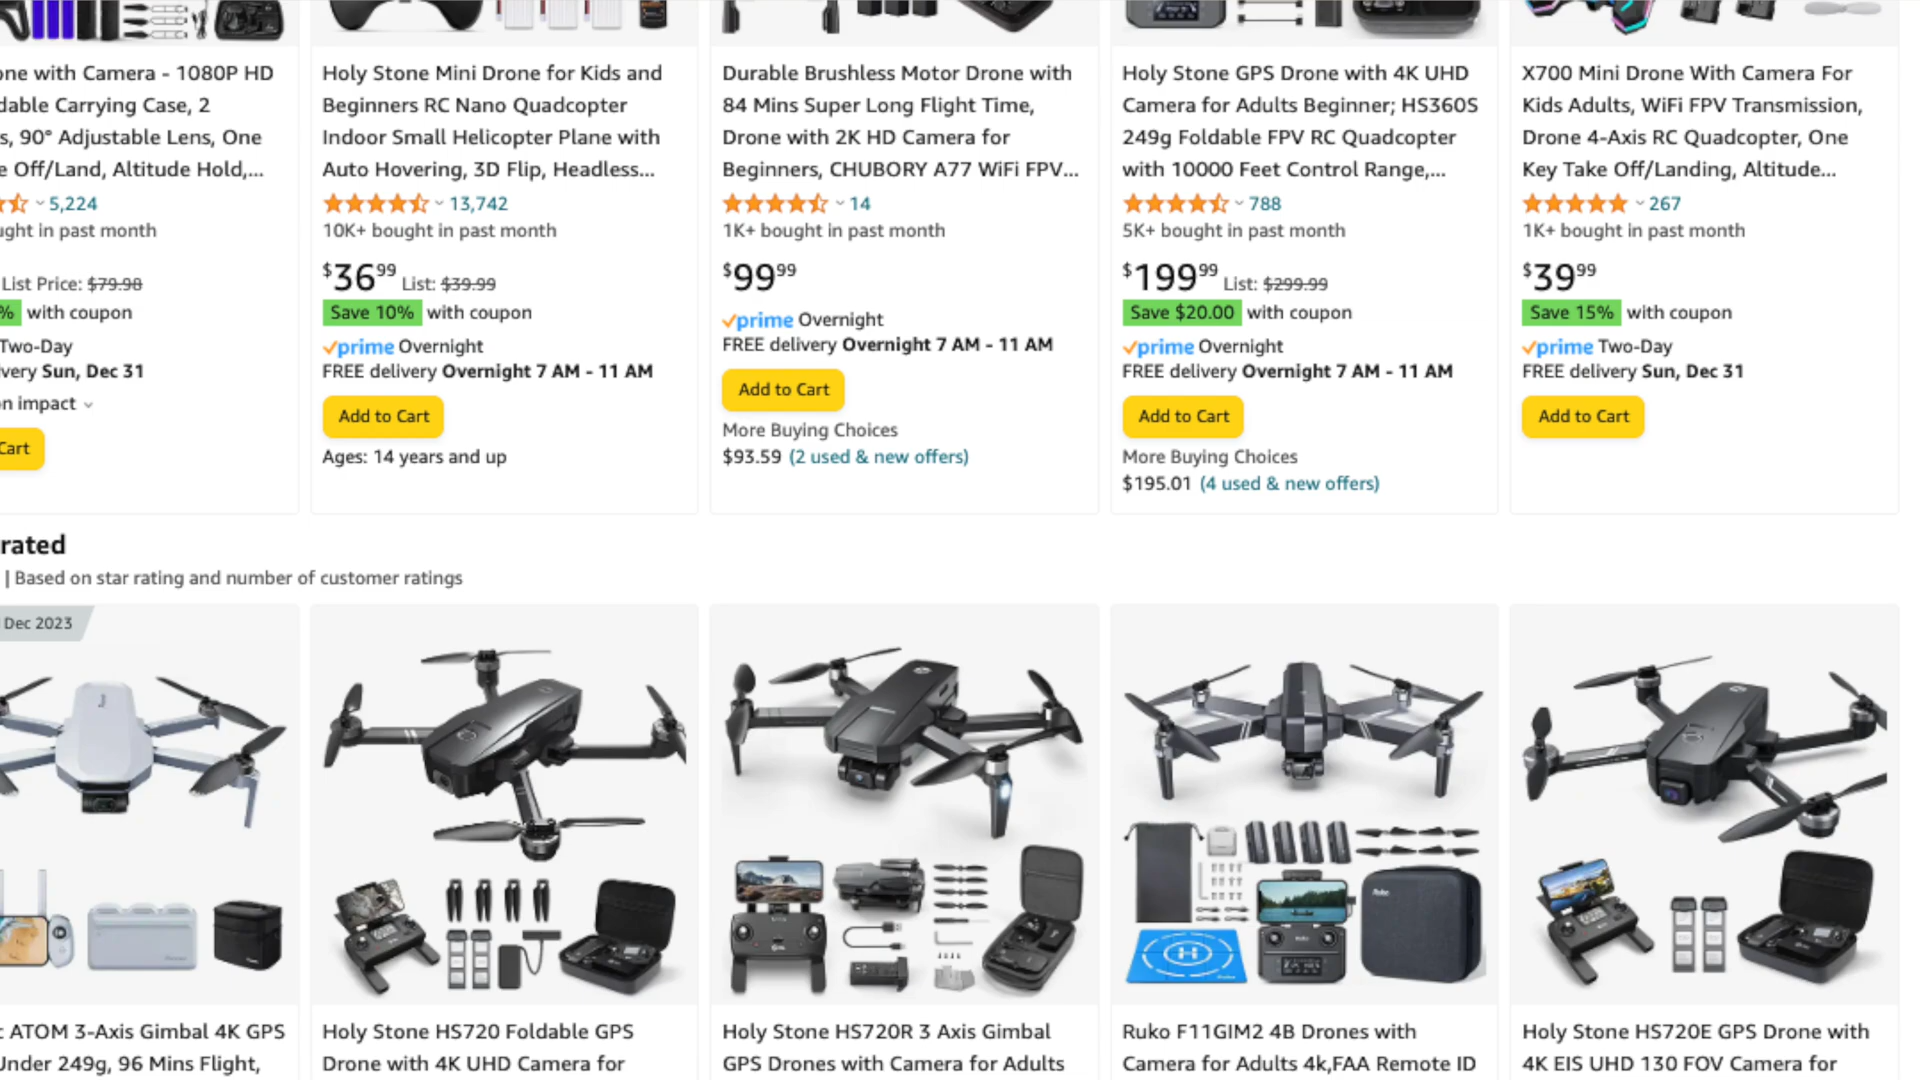 one with Camera - 1080P HD
dable Carrying Case, 2
s, 90° Adjustable Lens, One
e Off/Land, Altitude Hold,...
5,224
ught in past month
List Price: $79.98
% with coupon
Two-Day
very Sun, Dec 31
on impact
Cart
Holy Stone Mini Drone for Kids and
Beginners RC Nano Quadcopter
Indoor Small Helicopter Plane with
Auto Hovering, 3D Flip, Headless...
13,742
10K+ bought in past month
$36.99 List: $39.99
Save 10% with coupon
prime Overnight
FREE delivery Overnight 7 AM - 11 AM
Add to Cart
Ages: 14 years and up
Durable Brushless Motor Drone with
84 Mins Super Long Flight Time,
Drone with 2K HD Camera for
Beginners, CHUBORY A77 WiFi FPV...
14
1K+ bought in past month
$99.99
prime Overnight
FREE delivery Overnight 7 AM - 11 AM
Add to Cart
More Buying Choices
$93.59 (2 used & new offers)
Holy Stone GPS Drone with 4K UHD
Camera for Adults Beginner; HS360S
249g Foldable FPV RC Quadcopter
with 10000 Feet Control Range,...
788
5K+ bought in past month
$199.99 List: $299.99
Save $20.00 with coupon
prime Overnight
FREE delivery Overnight 7 AM - 11 AM
Add to Cart
More Buying Choices
$195.01 (4 used & new offers)
X700 Mini Drone With Camera For
Kids Adults, WiFi FPV Transmission,
Drone 4-Axis RC Quadcopter, One
Key Take Off/Landing, Altitude...
267
1K+ bought in past month
$39.99
Save 15% with coupon
prime Two-Day
FREE delivery Sun, Dec 31
Add to Cart
rated
| Based on star rating and number of customer ratings
Dec 2023
H
Ruko
c ATOM 3-Axis Gimbal 4K GPS
Under 249g, 96 Mins Flight,
Holy Stone HS720 Foldable GPS
Drone with 4K UHD Camera for
Holy Stone HS720R 3 Axis Gimbal
GPS Drones with Camera for Adults
Ruko F11GIM2 4B Drones with
Camera for Adults 4k,FAA Remote ID
Holy Stone HS720E GPS Drone with
4K EIS UHD 130 FOV Camera for